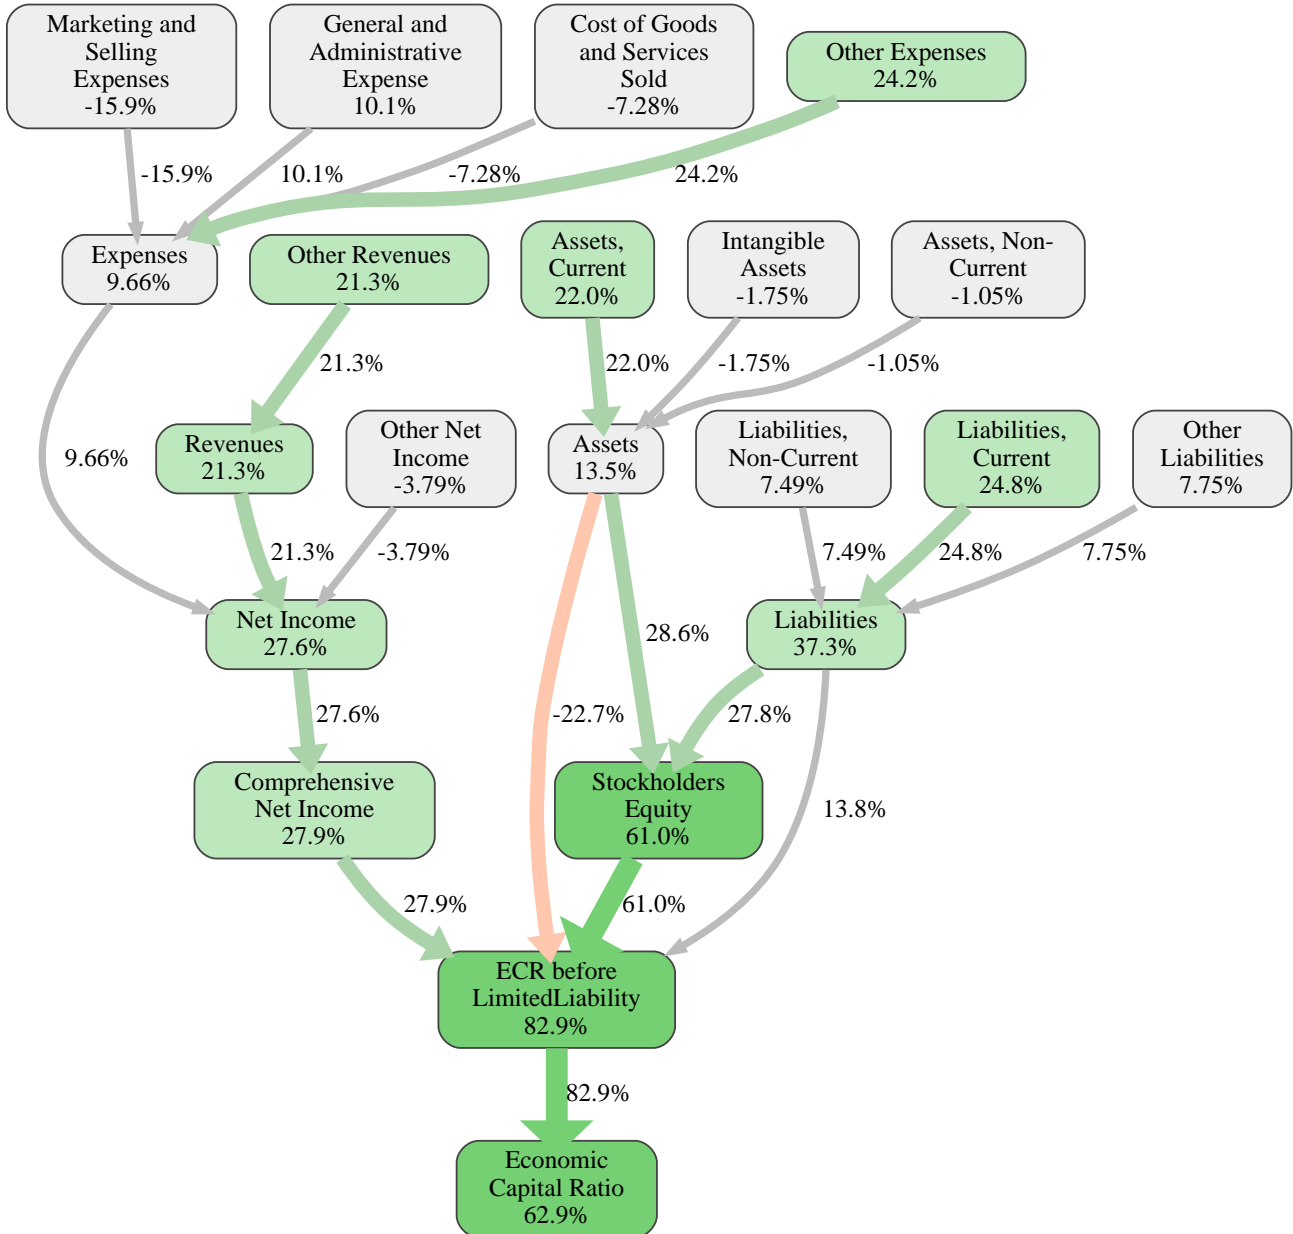 Marketing and
Selling
Expenses
-15.9%
General and
Administrative
Expense
10.1%
Cost of Goods
and Services
Sold
-7.28%
Other Expenses
24.2%
-15.9%
10.1%
-7.28%
24.2%
Expenses
9.66%
Other Revenues
21.3%
Assets,
Current
22.0%
Intangible
Assets
-1.75%
Assets, Non-
Current
-1.05%
21.3%
22.0%
-1.75%
-1.05%
9.66%
Revenues
21.3%
Other Net
Income
-3.79%
Assets
13.5%
Liabilities,
Non-Current
7.49%
Liabilities,
Current
24.8%
Other
Liabilities
7.75%
21.3%
-3.79%
7.49%
24.8%
7.75%
Net Income
27.6%
28.6%
Liabilities
37.3%
27.6%
-22.7%
27.8%
Comprehensive
Net Income
27.9%
Stockholders
Equity
61.0%
13.8%
27.9%
61.0%
ECR before
LimitedLiability
82.9%
82.9%
Economic
Capital Ratio
62.9%